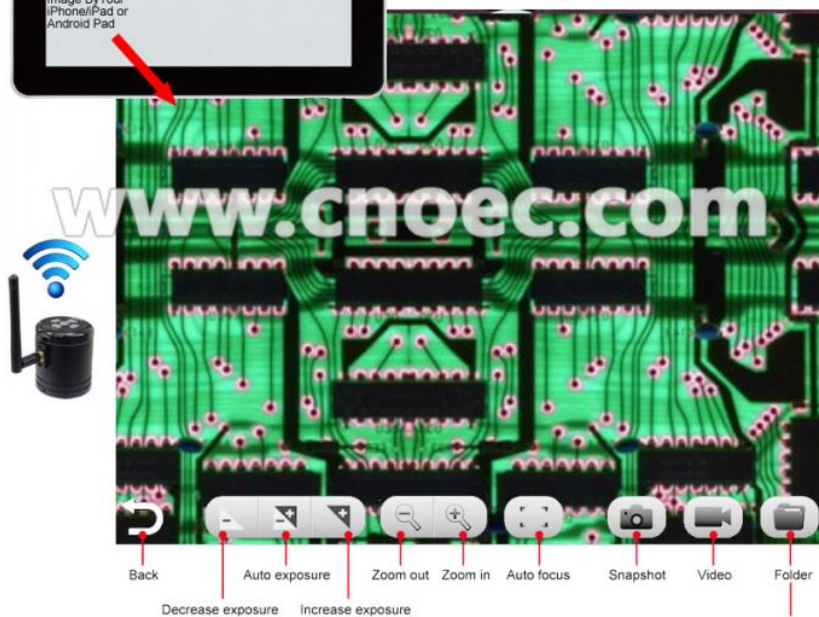 Image By Your
iPhone/iPad or
Android Pad
www.cnoec.com
Back
Auto exposure
Zoom out
Zoom in
Auto focus
Snapshot
Video
Folder
Decrease exposure
Increase exposure